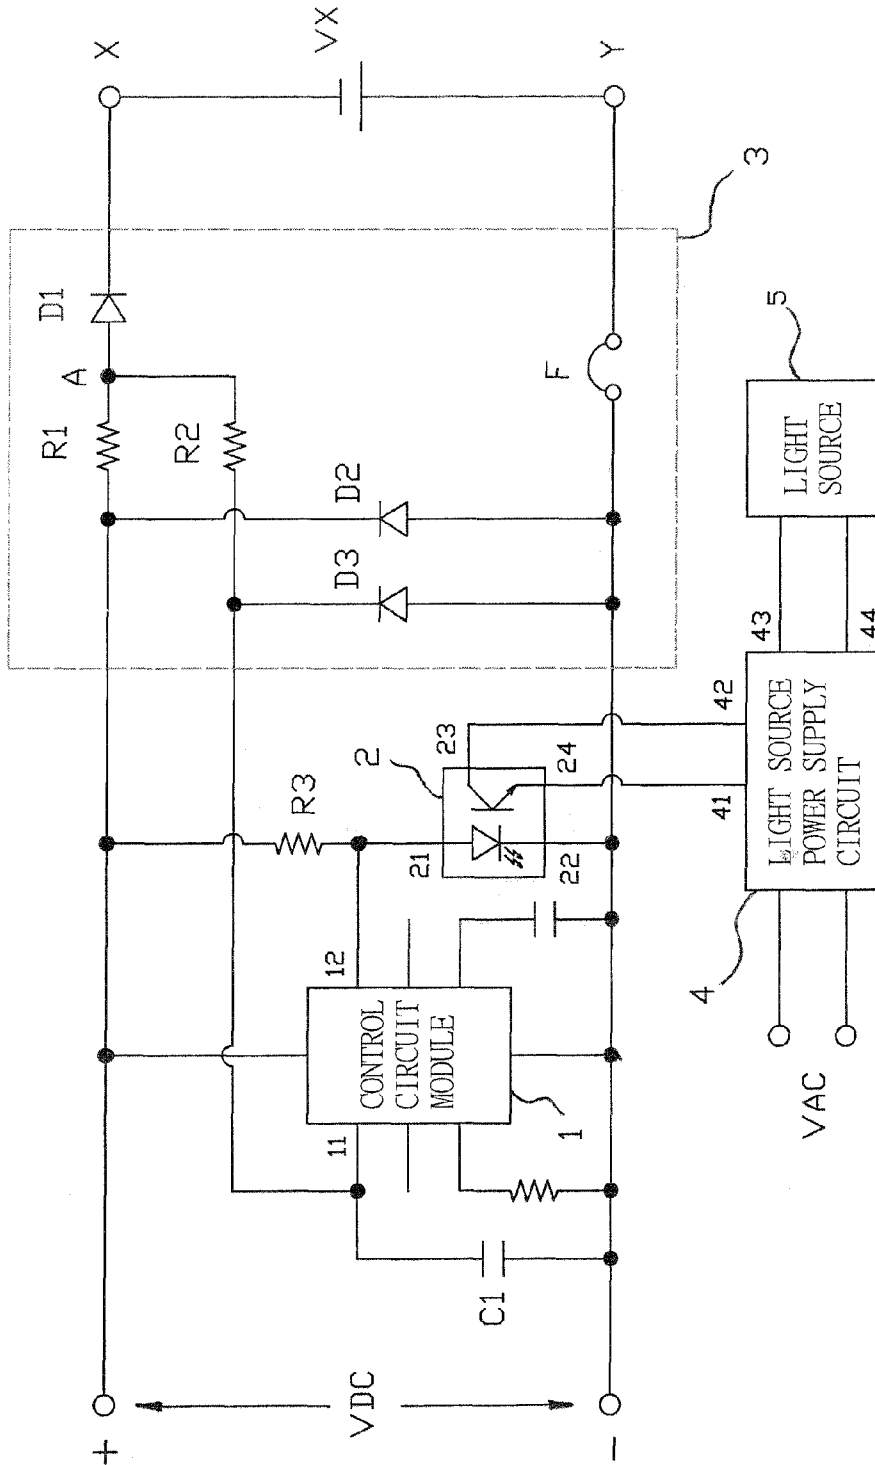 +
−
VDC
C1
11
CONTROL
CIRCUIT
MODULE
1
12
R3
21
22
2
23
24
R1
A
D1
R2
D3
D2
F
3
X
VX
Y
VAC
4
LIGHT SOURCE
POWER SUPPLY
CIRCUIT
41
42
43
44
LIGHT
SOURCE
5